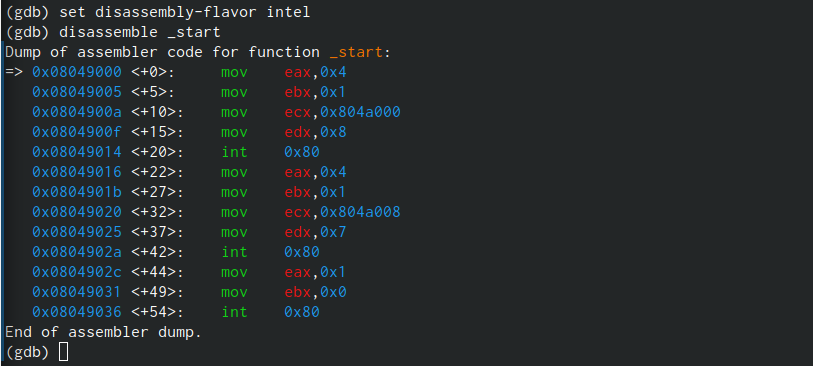 (gdb) set disassembly-flavor intel
(gdb) disassemble _start
Dump of assembler code for function _start:
=> 0x08049000 <+0>:     mov    eax,0x4
   0x08049005 <+5>:     mov    ebx,0x1
   0x0804900a <+10>:    mov    ecx,0x804a000
   0x0804900f <+15>:    mov    edx,0x8
   0x08049014 <+20>:    int    0x80
   0x08049016 <+22>:    mov    eax,0x4
   0x0804901b <+27>:    mov    ebx,0x1
   0x08049020 <+32>:    mov    ecx,0x804a008
   0x08049025 <+37>:    mov    edx,0x7
   0x0804902a <+42>:    int    0x80
   0x0804902c <+44>:    mov    eax,0x1
   0x08049031 <+49>:    mov    ebx,0x0
   0x08049036 <+54>:    int    0x80
End of assembler dump.
(gdb)